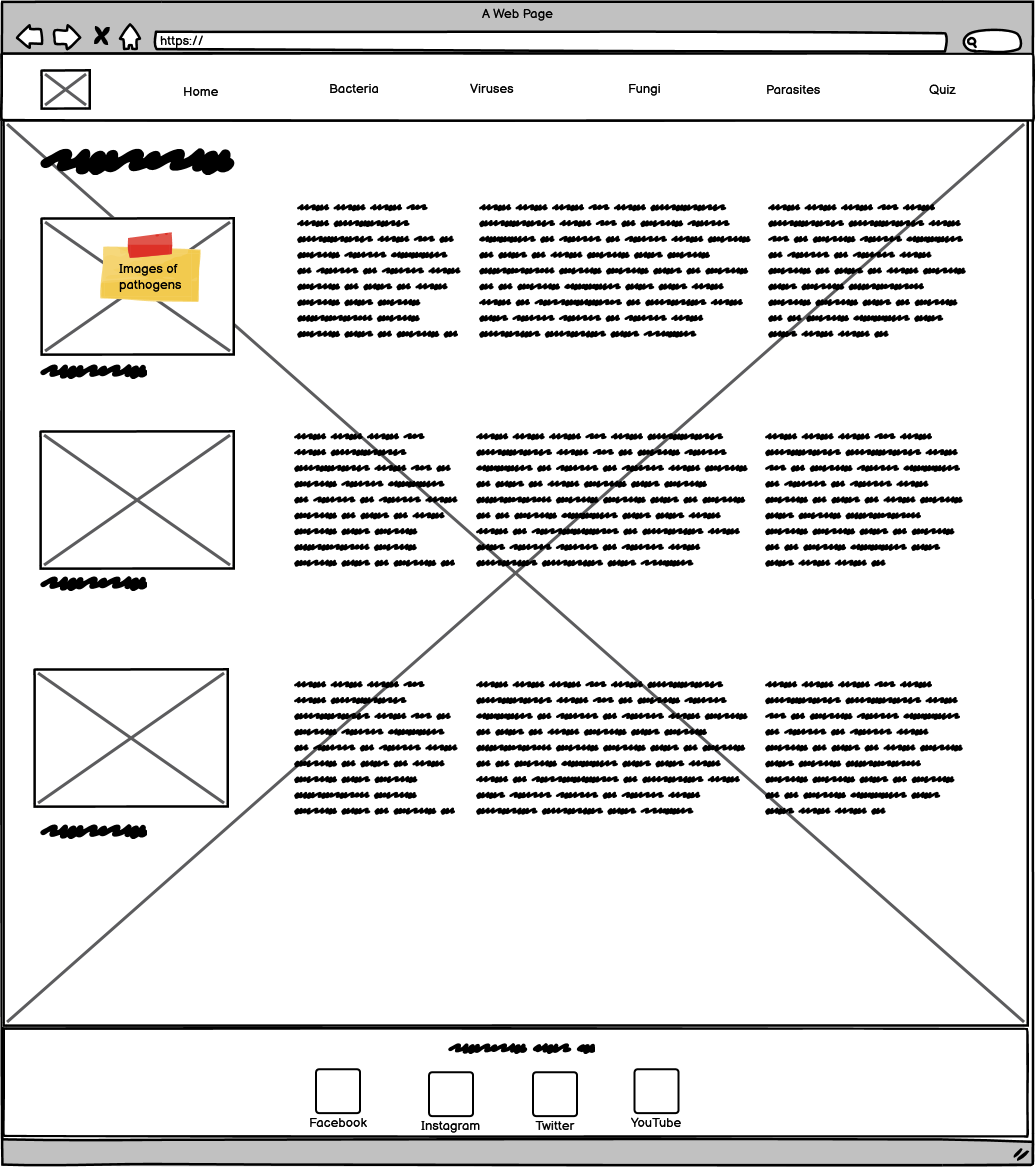 A Web Page
https://
Home Bacteria Viruses Fungi Parasites Quiz
Images of
pathogens
Facebook Instagram Twitter YouTube